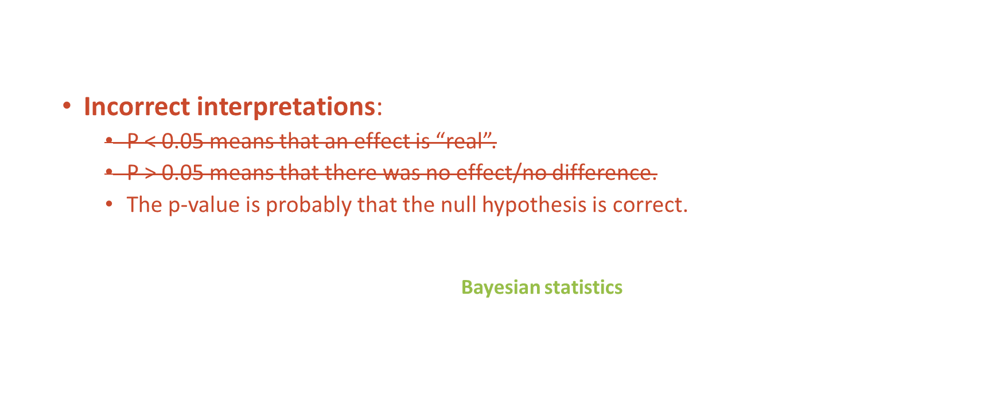 • Incorrect interpretations:
• P < 0.05 means that an effect is “real”.
• P > 0.05 means that there was no effect/no difference.
• The p-value is probably that the null hypothesis is correct.
Bayesian statistics